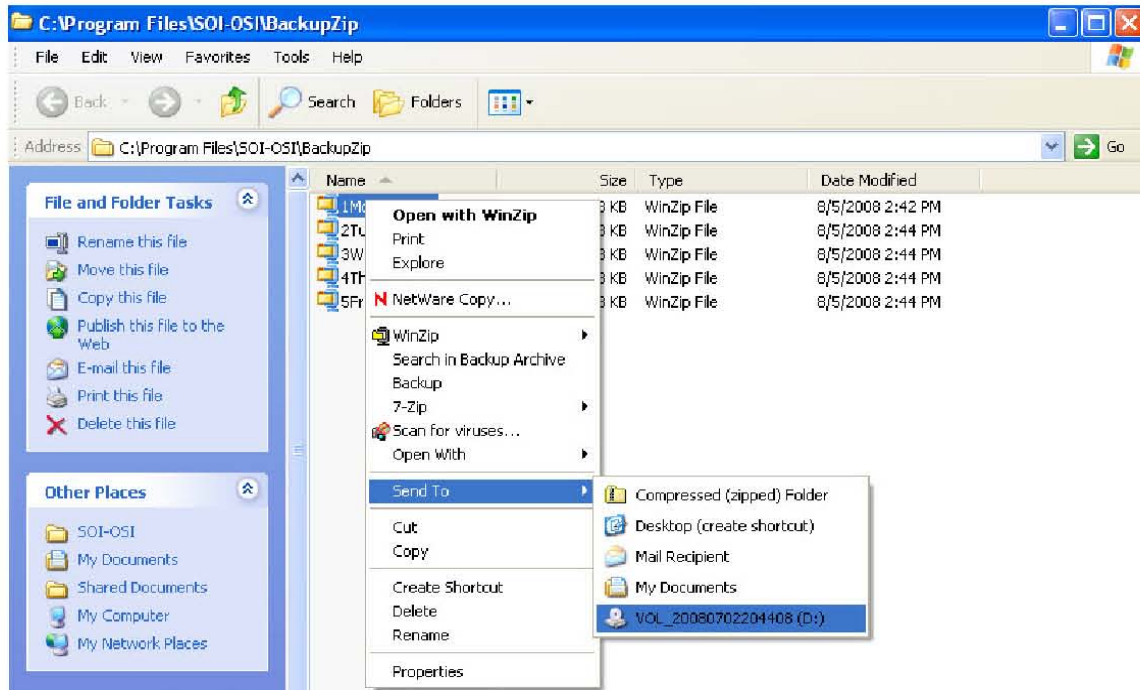 C:\Program Files\SOI-OSI\BackupZip
File Edit View Favorites Tools Help
Back Search Folders
Address C:\Program Files\SOI-OSI\BackupZip Go
Name Size Type Date Modified
File and Folder Tasks
Rename this file
Move this file
Copy this file
Publish this file to the
Web
E-mail this file
Print this file
Delete this file
Other Places
SOI-OSI
My Documents
Shared Documents
My Computer
My Network Places
KB WinZip File 8/5/2008 2:42 PM
KB WinZip File 8/5/2008 2:44 PM
KB WinZip File 8/5/2008 2:44 PM
KB WinZip File 8/5/2008 2:44 PM
KB WinZip File 8/5/2008 2:44 PM
Open with WinZip
Print
Explore
N NetWare Copy...
WinZip
Search in Backup Archive
Backup
7-Zip
Scan for viruses...
Open With
Send To
Cut
Copy
Create Shortcut
Delete
Rename
Properties
Compressed (zipped) Folder
Desktop (create shortcut)
Mail Recipient
My Documents
VOL_20080702204408 (D:)